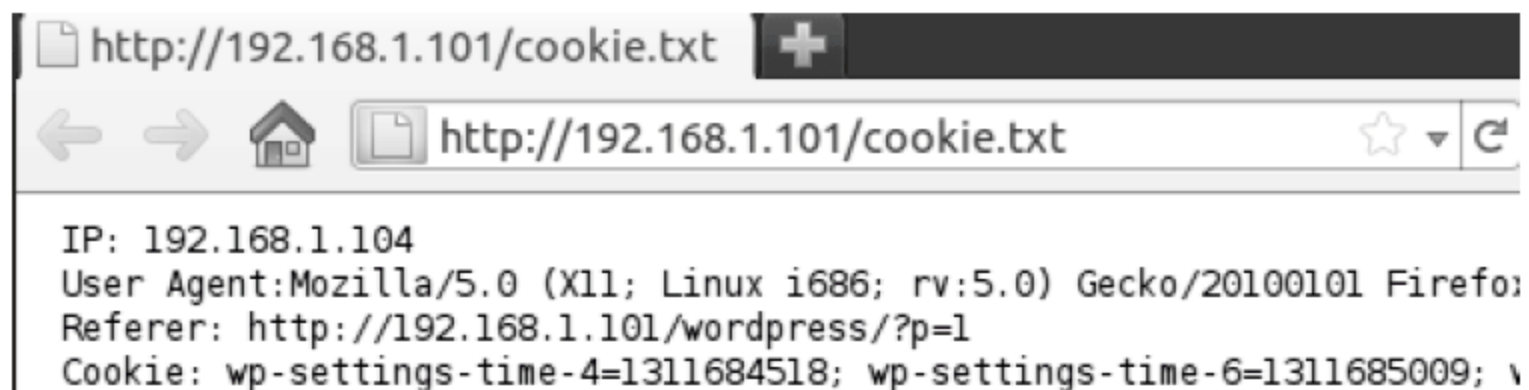 http://192.168.1.101/cookie.txt
http://192.168.1.101/cookie.txt
IP: 192.168.1.104
User Agent:Mozilla/5.0 (X11; Linux i686; rv:5.0) Gecko/20100101
Referer: http://192.168.1.101/wordpress/?p=1
Cookie: wp-settings-time-4=1311684518; wp-settings-time-6=1311685009;